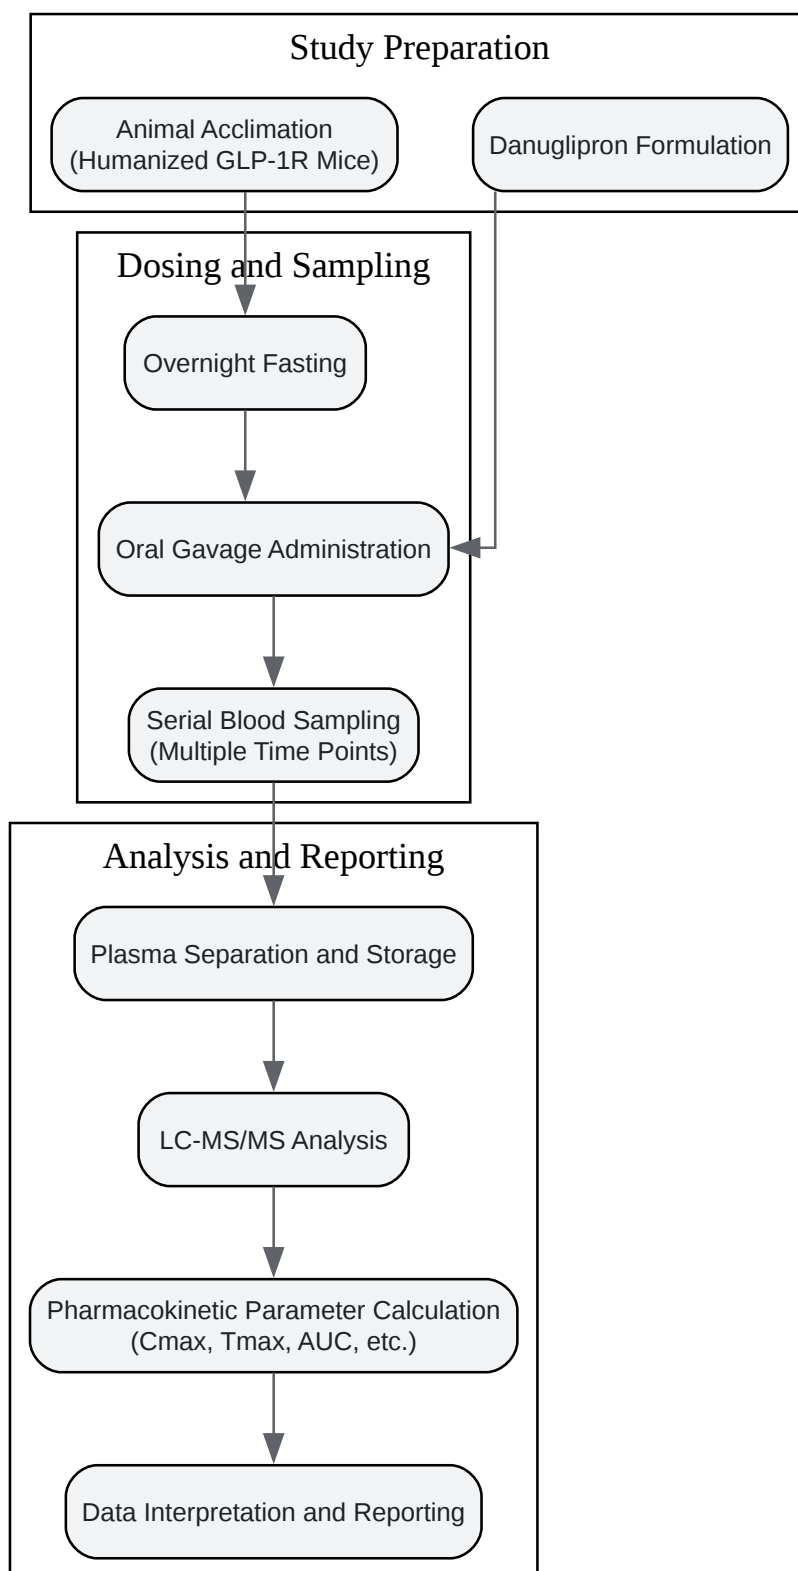 Study Preparation
Animal Acclimation
(Humanized GLP-1R Mice)
Danuglipron Formulation
Dosing and Sampling
Overnight Fasting
Oral Gavage Administration
Serial Blood Sampling
(Multiple Time Points)
Analysis and Reporting
Plasma Separation and Storage
LC-MS/MS Analysis
Pharmacokinetic Parameter Calculation
(Cmax, Tmax, AUC, etc.)
Data Interpretation and Reporting